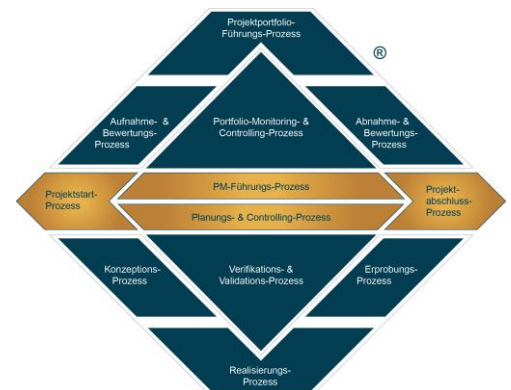 Projektportfolio-
Führungs-Prozess
®
Aufnahme- &
Bewertungs-
Prozess
Portfolio-Monitoring- &
Controlling-Prozess
Abnahme- &
Bewertungs-
Prozess
Projektstart-
Prozess
PM-Führungs-Prozess
Planungs- & Controlling-Prozess
Projekt-
abschluss-
Prozess
Konzeptions-
Prozess
Verifikations- &
Validations-Prozess
Erprobungs-
Prozess
Realisierungs-
Prozess